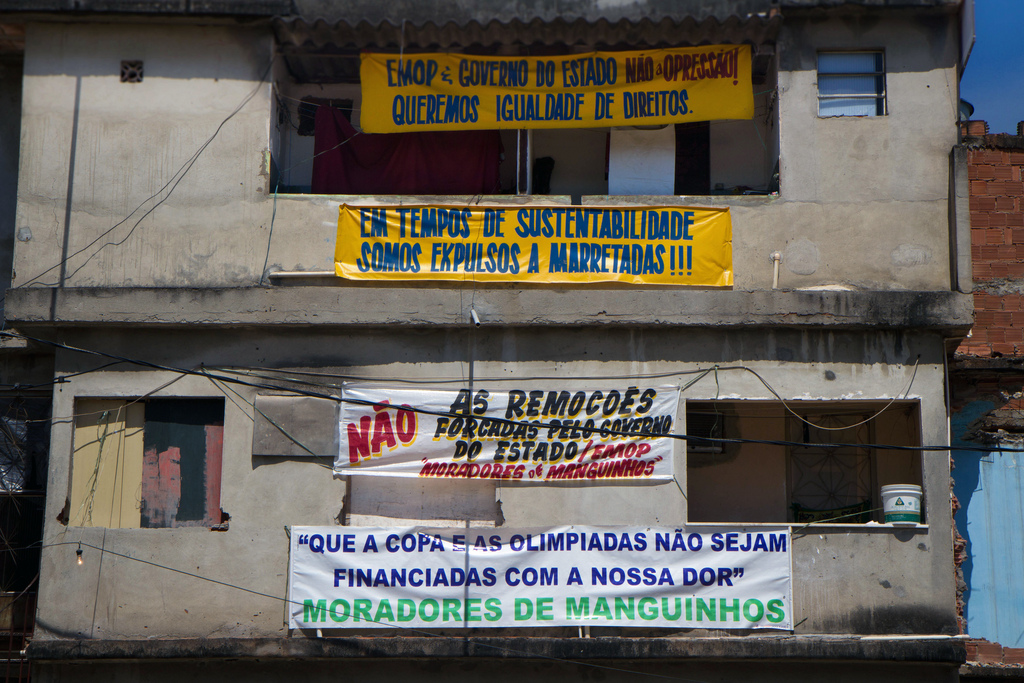 EMOP e GOVERNO DO ESTADO NÃO A OPRESSÃO!
QUEREMOS IGUALDADE DE DIREITOS.
EM TEMPOS DE SUSTENTABILIDADE
SOMOS EXPULSOS A MARRETADAS!!!
NÃO
AS REMOCOẼS
FORCADAS PELO GOVERNO
DO ESTADO/EMOP
"MORADORES de MANGUINHOS"
"QUE A COPA E AS OLIMPIADAS NÃO SEJAM
FINANCIADAS COM A NOSSA DOR"
MORADORES DE MANGUINHOS